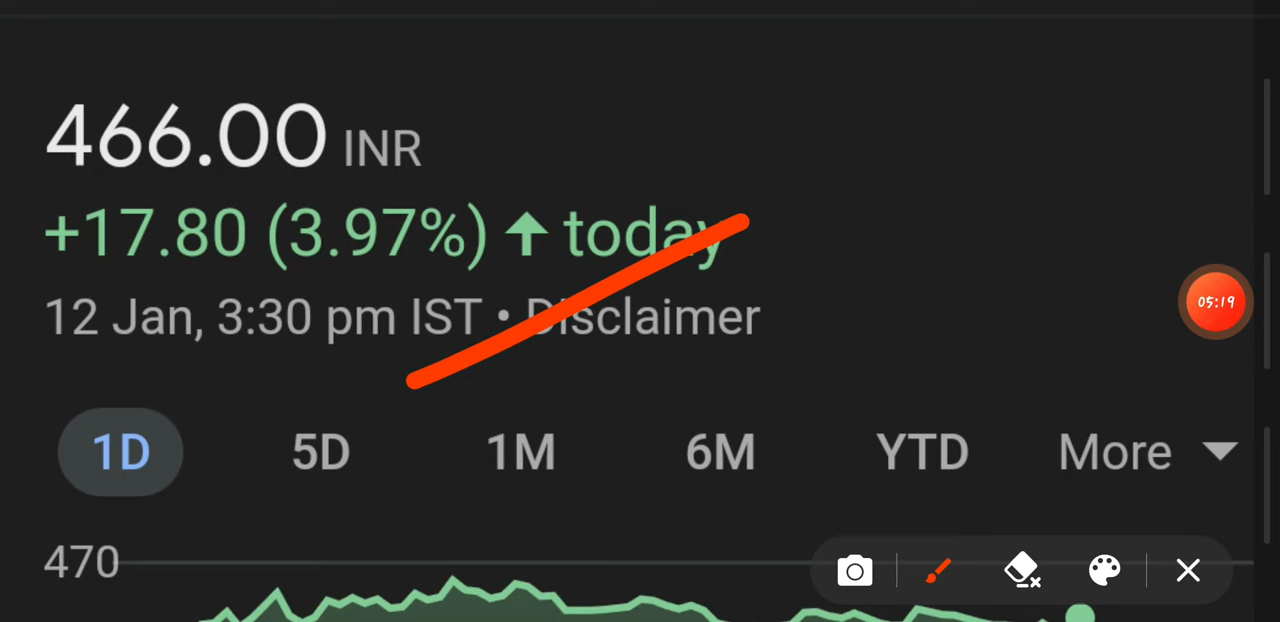 466.00 INR
+17.80 (3.97%) ↑ today
12 Jan, 3:30 pm IST • Disclaimer
05:19
1D 5D 1M 6M YTD More
470